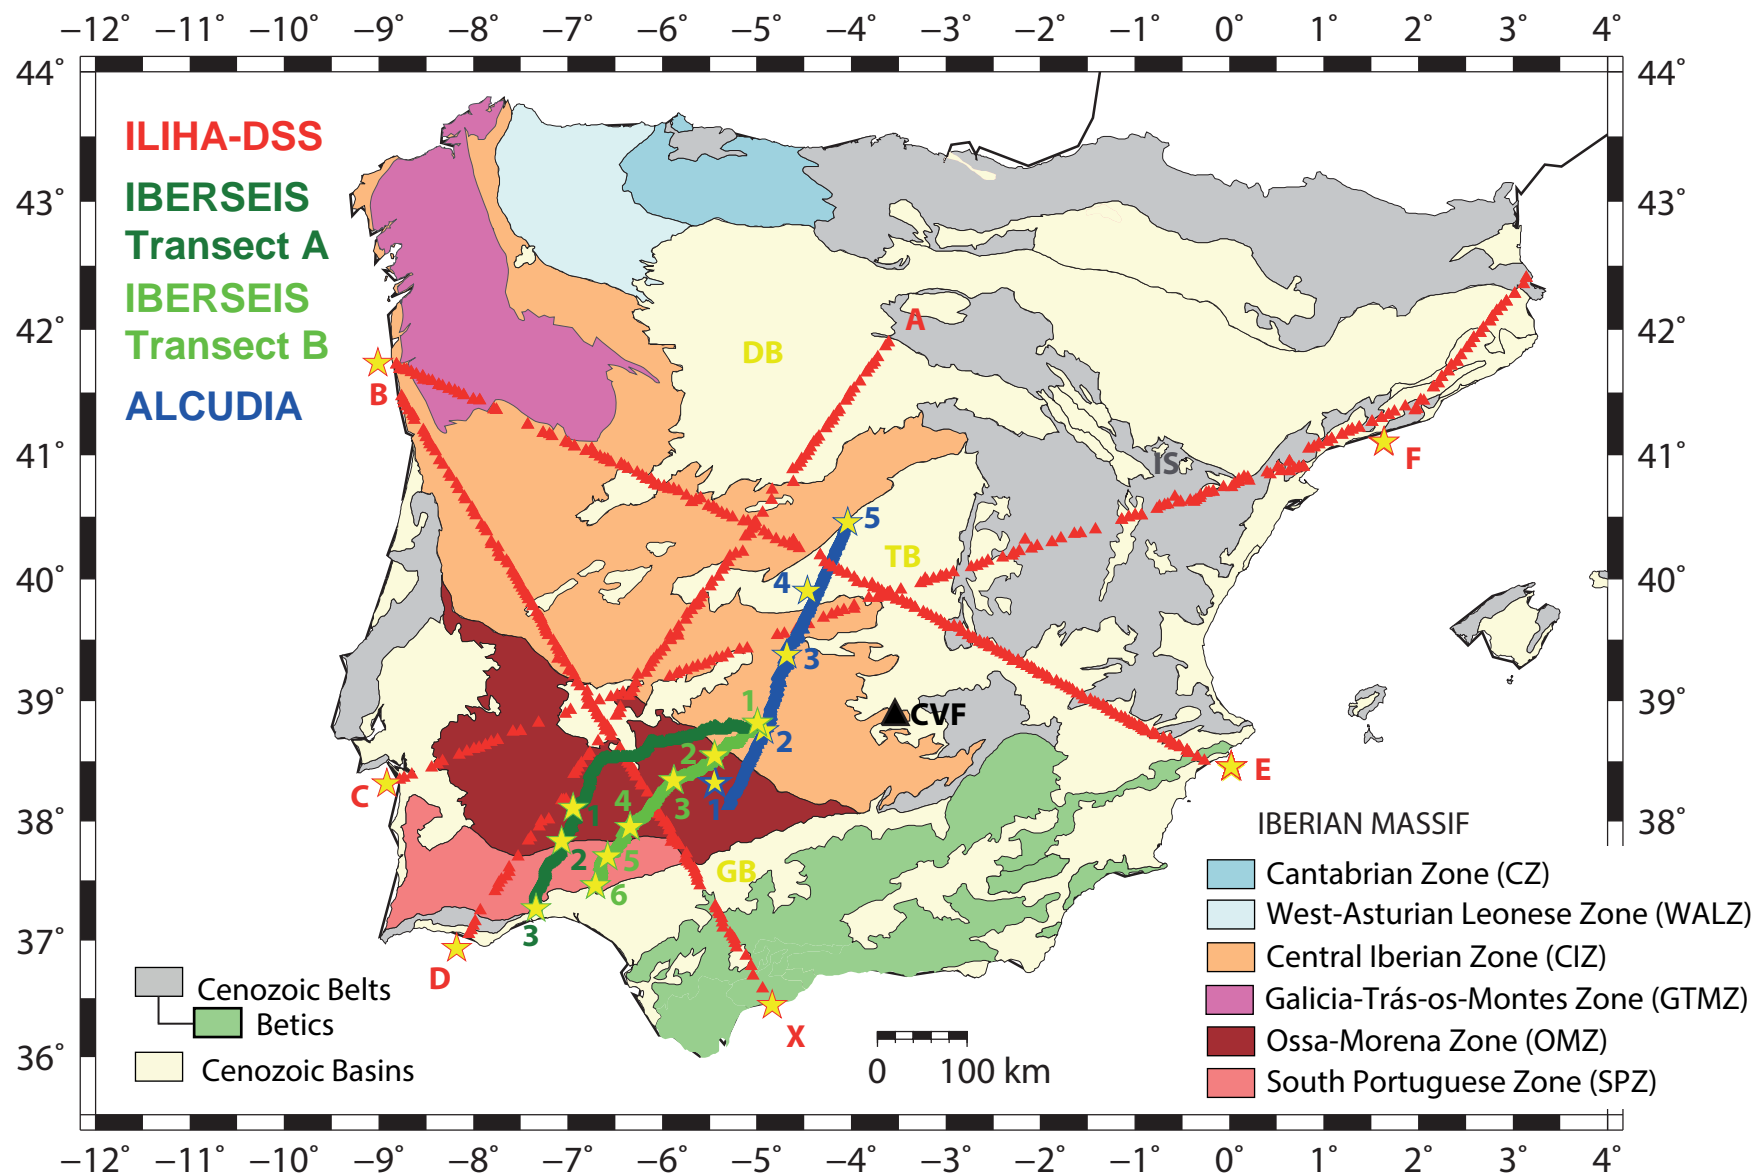 −12˚ −11˚ −10˚ −9˚ −8˚ −7˚ −6˚ −5˚ −4˚ −3˚ −2˚ −1˚ 0˚ 1˚ 2˚ 3˚ 4˚
44˚ 44˚
ILIHA-DSS
IBERSEIS
43˚ 43˚
Transect A
IBERSEIS
42˚ A 42˚
Transect B
DB
B
ALCUDIA
41˚ IS F 41˚
5
TB
40˚ 4 40˚
3
39˚ 1 CVF 39˚
2
2
C E
1
3
4
1
38˚ 38˚
IBERIAN MASSIF
2 5 GB
Cantabrian Zone (CZ)
6
West-Asturian Leonese Zone (WALZ)
37˚ 3
Central Iberian Zone (CIZ)
D
Cenozoic Belts
Galicia-Trás-os-Montes Zone (GTMZ)
Betics
X
Ossa-Morena Zone (OMZ)
36˚
Cenozoic Basins
0 100 km
South Portuguese Zone (SPZ)
−12˚ −11˚ −10˚ −9˚ −8˚ −7˚ −6˚ −5˚ −4˚ −3˚ −2˚ −1˚ 0˚ 1˚ 2˚ 3˚ 4˚